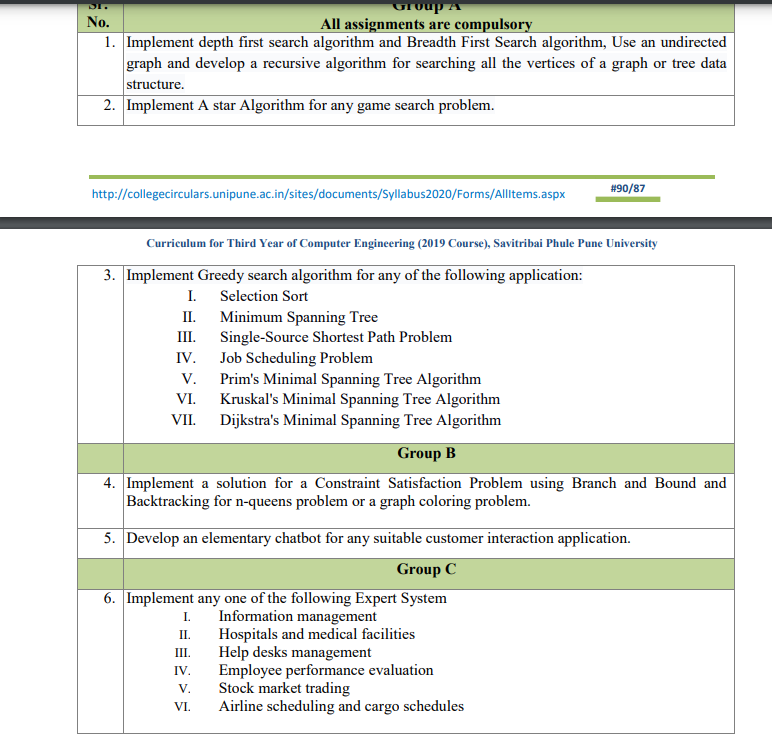 Sr.
Group A
No.
All assignments are compulsory
1. Implement depth first search algorithm and Breadth First Search algorithm, Use an undirected
graph and develop a recursive algorithm for searching all the vertices of a graph or tree data
structure.
2. Implement A star Algorithm for any game search problem.
http://collegecirculars.unipune.ac.in/sites/documents/Syllabus2020/Forms/AllItems.aspx
#90/87
Curriculum for Third Year of Computer Engineering (2019 Course), Savitribai Phule Pune University
3. Implement Greedy search algorithm for any of the following application:
I. Selection Sort
II. Minimum Spanning Tree
III. Single-Source Shortest Path Problem
IV. Job Scheduling Problem
V. Prim's Minimal Spanning Tree Algorithm
VI. Kruskal's Minimal Spanning Tree Algorithm
VII. Dijkstra's Minimal Spanning Tree Algorithm
Group B
4. Implement a solution for a Constraint Satisfaction Problem using Branch and Bound and
Backtracking for n-queens problem or a graph coloring problem.
5. Develop an elementary chatbot for any suitable customer interaction application.
Group C
6. Implement any one of the following Expert System
I. Information management
II. Hospitals and medical facilities
III. Help desks management
IV. Employee performance evaluation
V. Stock market trading
VI. Airline scheduling and cargo schedules